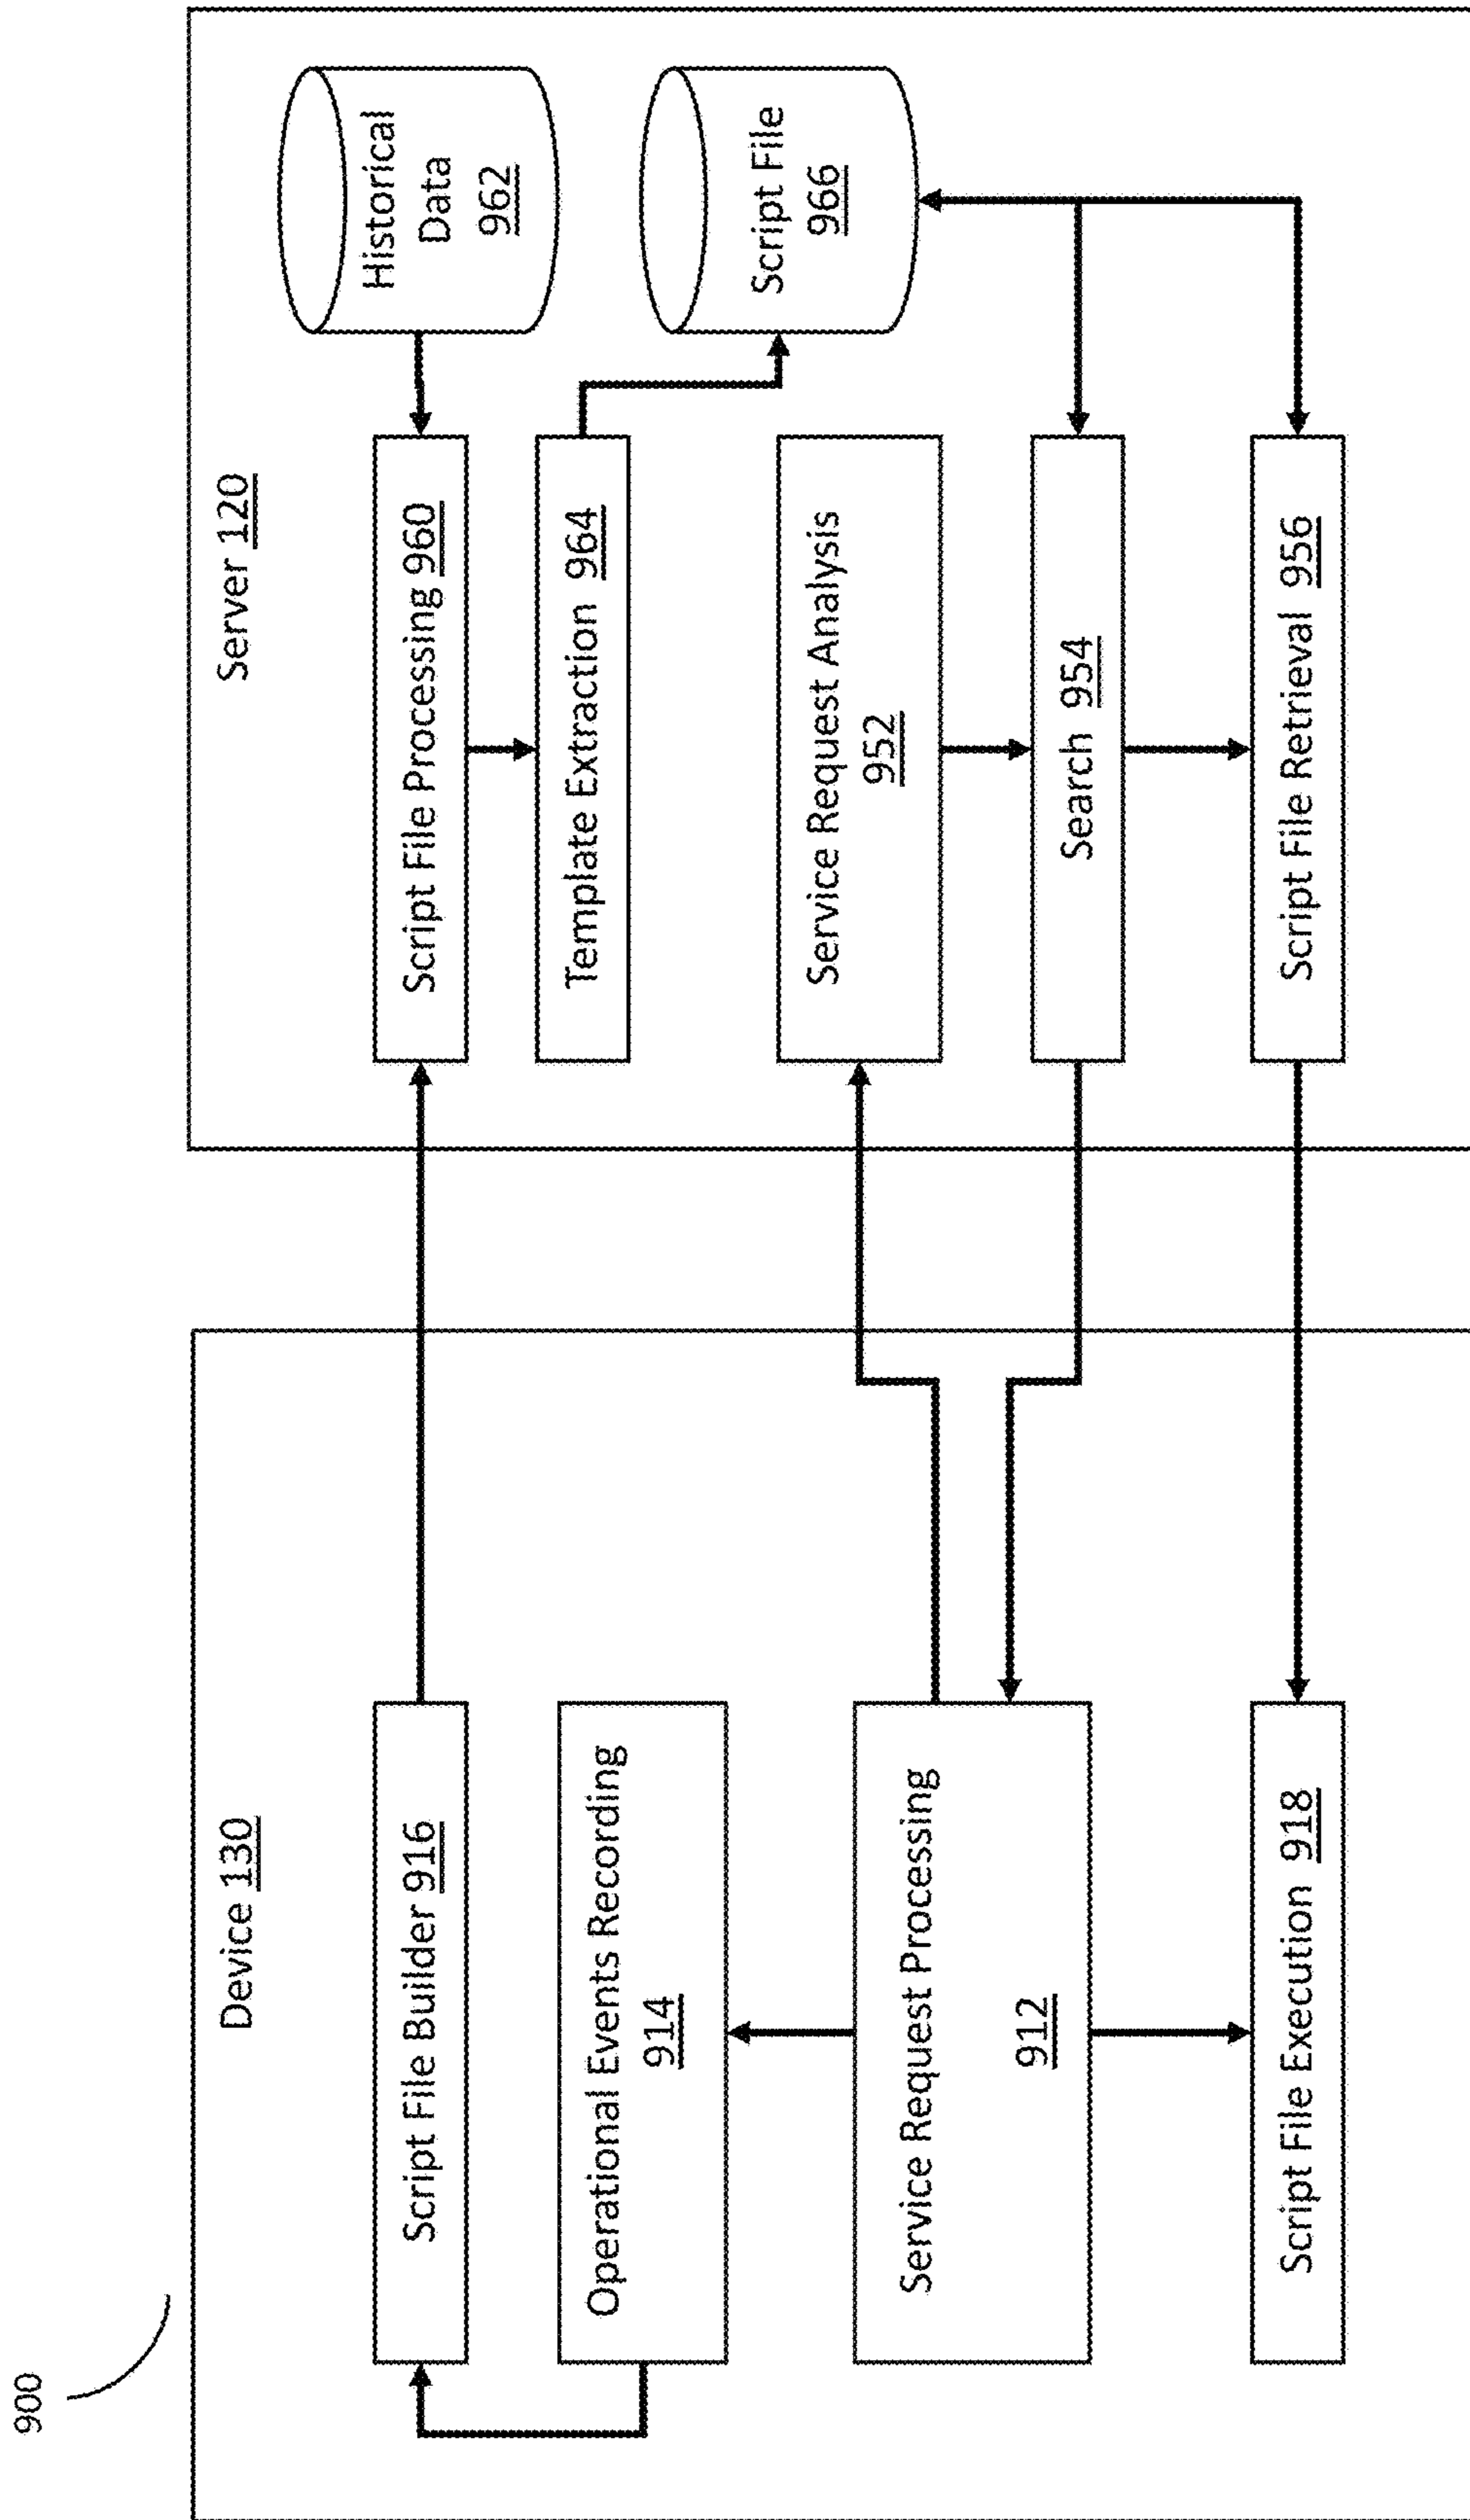 900
Device 130
Script File Builder 916
Operational Events Recording
914
Service Request Processing
912
Script File Execution 918
Server 120
Script File Processing 960
Template Extraction 964
Service Request Analysis
952
Search 954
Script File Retrieval 956
Historical
Data
962
Script File
966